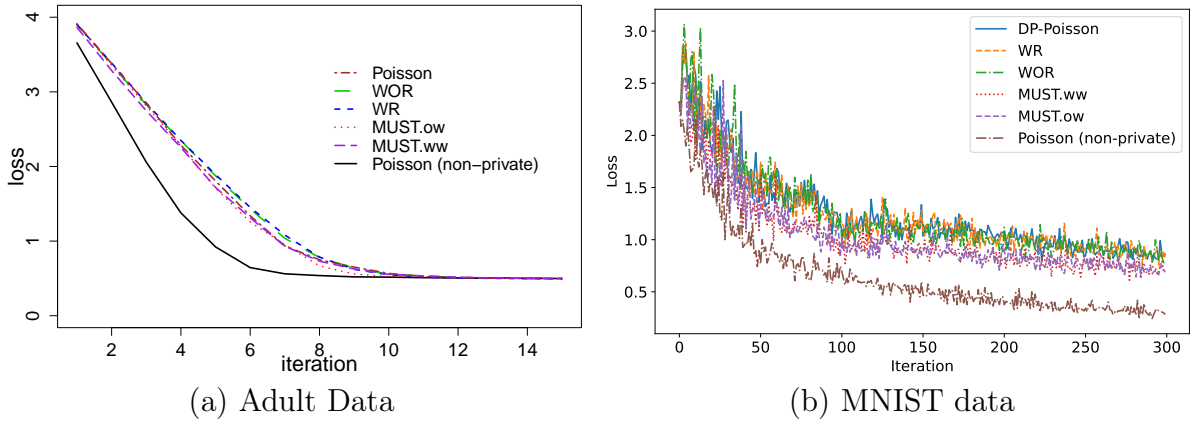 4
3
2
1
0
loss
Poisson
WOR
WR
MUST.ow
MUST.ww
Poisson (non−private)
2
4
6
8
10
12
14
iteration
(a) Adult Data
3.0
2.5
2.0
1.5
1.0
0.5
Loss
DP-Poisson
WR
WOR
MUST.ww
MUST.ow
Poisson (non-private)
0
50
100
150
200
250
300
Iteration
(b) MNIST data